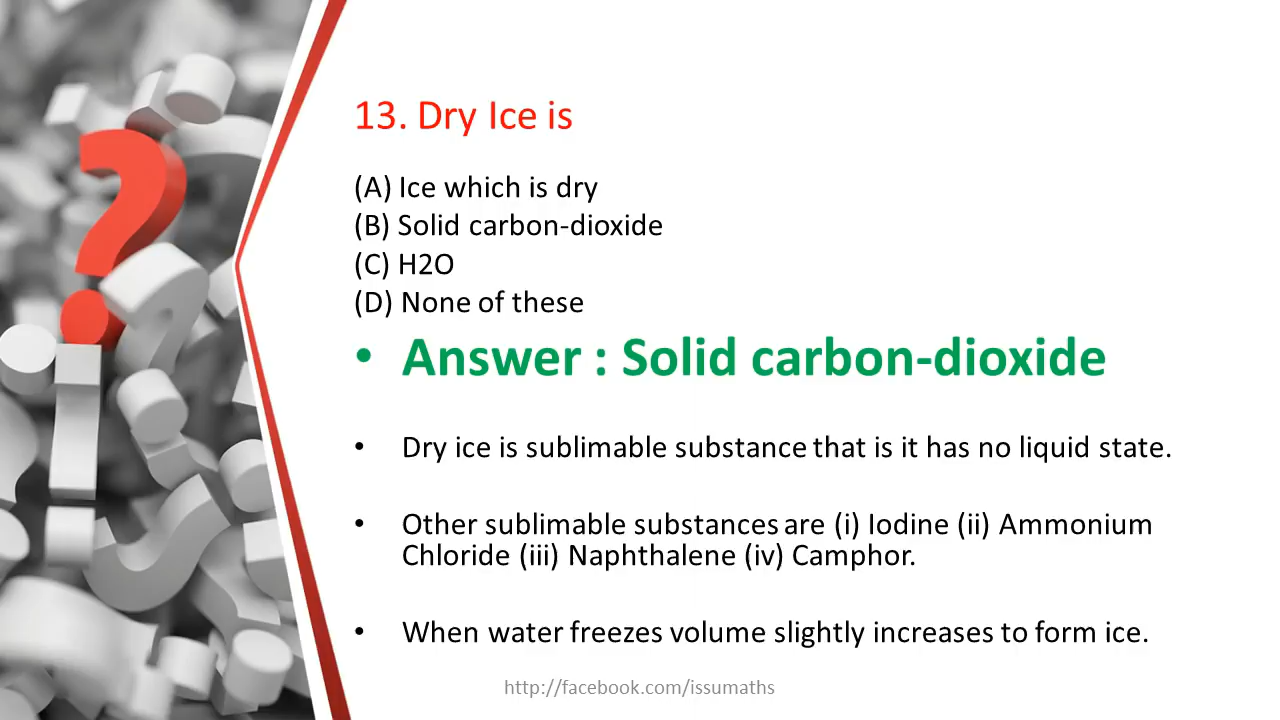 13. Dry Ice is
(A) Ice which is dry
(B) Solid carbon-dioxide
(C) H2O
(D) None of these
• Answer : Solid carbon-dioxide
• Dry ice is sublimable substance that is it has no liquid state.
• Other sublimable substances are (i) Iodine (ii) Ammonium
Chloride (iii) Naphthalene (iv) Camphor.
• When water freezes volume slightly increases to form ice.
http://facebook.com/issumaths